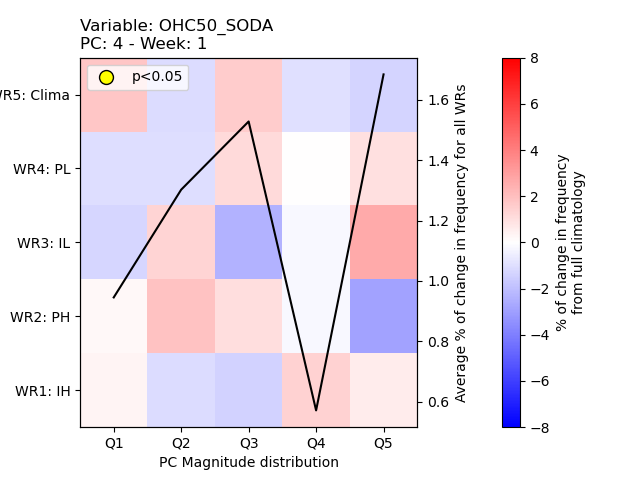 Variable: OHC50_SODA
PC: 4 - Week: 1
p<0.05
WR5: Clima
WR4: PL
WR3: IL
WR2: PH
WR1: IH
Q1 Q2 Q3 Q4 Q5
PC Magnitude distribution
1.6
1.4
1.2
1.0
0.8
0.6
Average % of change in frequency for all WRs
8
6
4
2
0
−2
−4
−6
−8
% of change in frequency
from full climatology